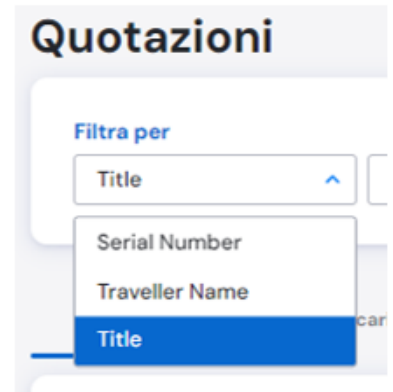 Quotazioni
Filtra per
Title
Serial Number
Traveller Name
Title